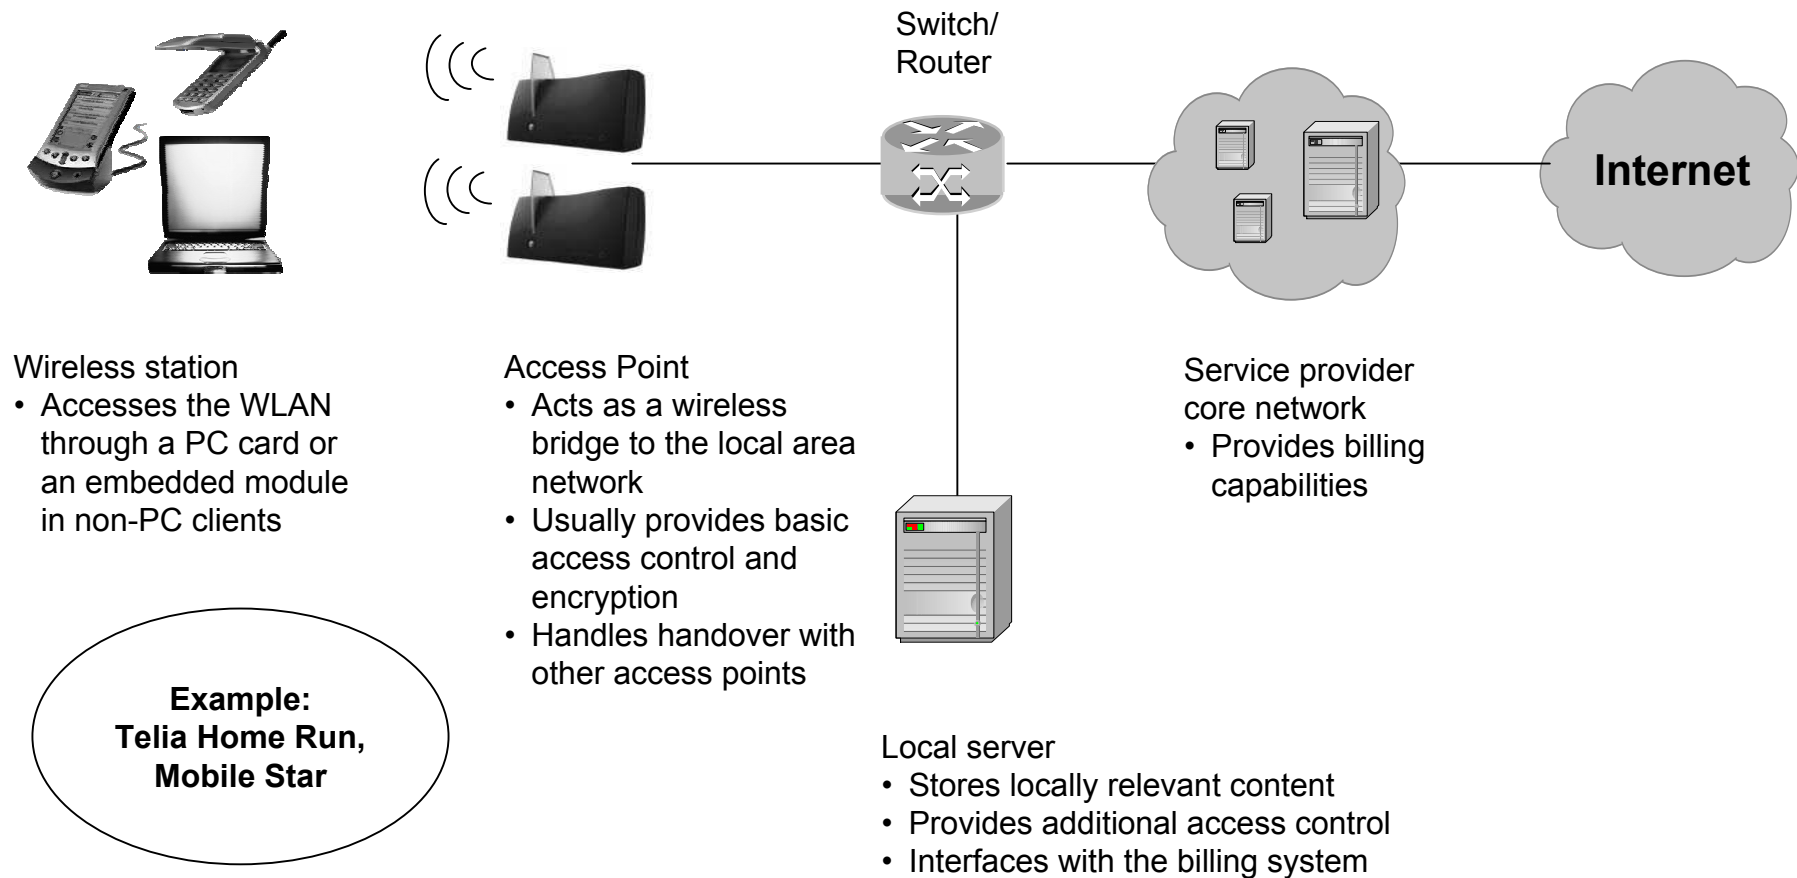 Switch/
Router
Internet
Wireless station
• Accesses the WLAN
through a PC card or
an embedded module
in non-PC clients
Access Point
• Acts as a wireless
bridge to the local area
network
• Usually provides basic
access control and
encryption
• Handles handover with
other access points
Service provider
core network
• Provides billing
capabilities
Example:
Telia Home Run,
Mobile Star
Local server
• Stores locally relevant content
• Provides additional access control
• Interfaces with the billing system